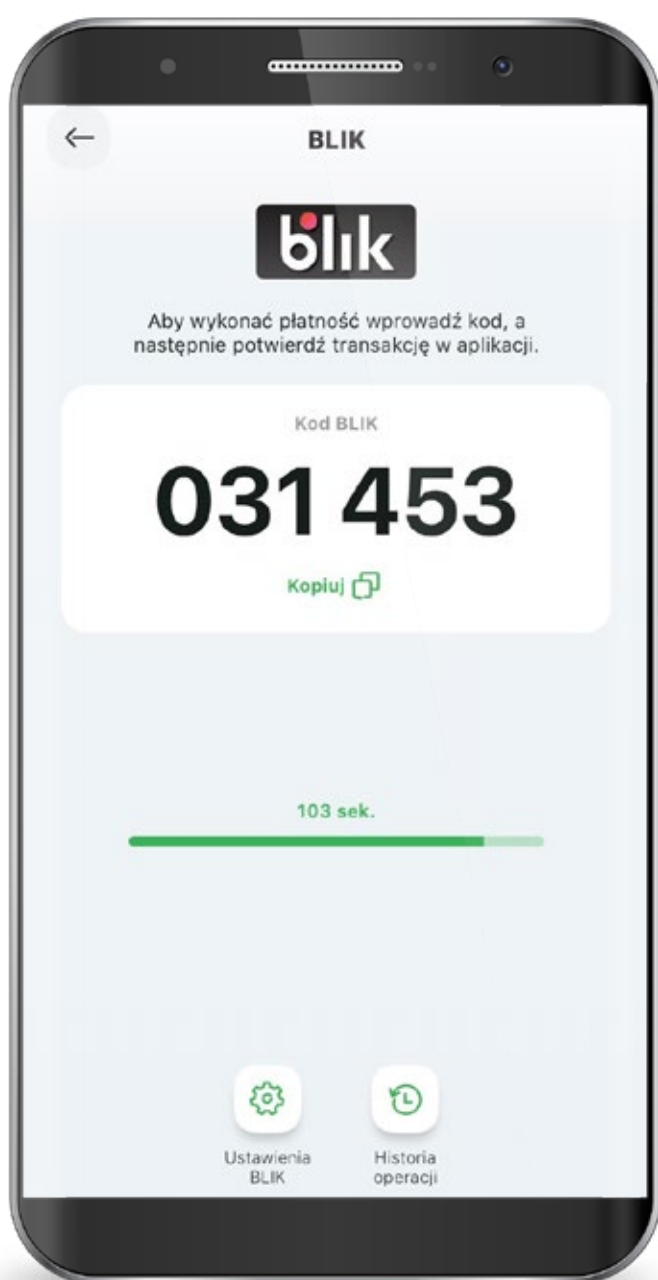 BLIK
blik
Aby wykonać płatność wprowadź kod, a
następnie potwierdź transakcję w aplikacji.
Kod BLIK
031 453
Kopiuj
103 sek.
Ustawienia
BLIK
Historia
operacji